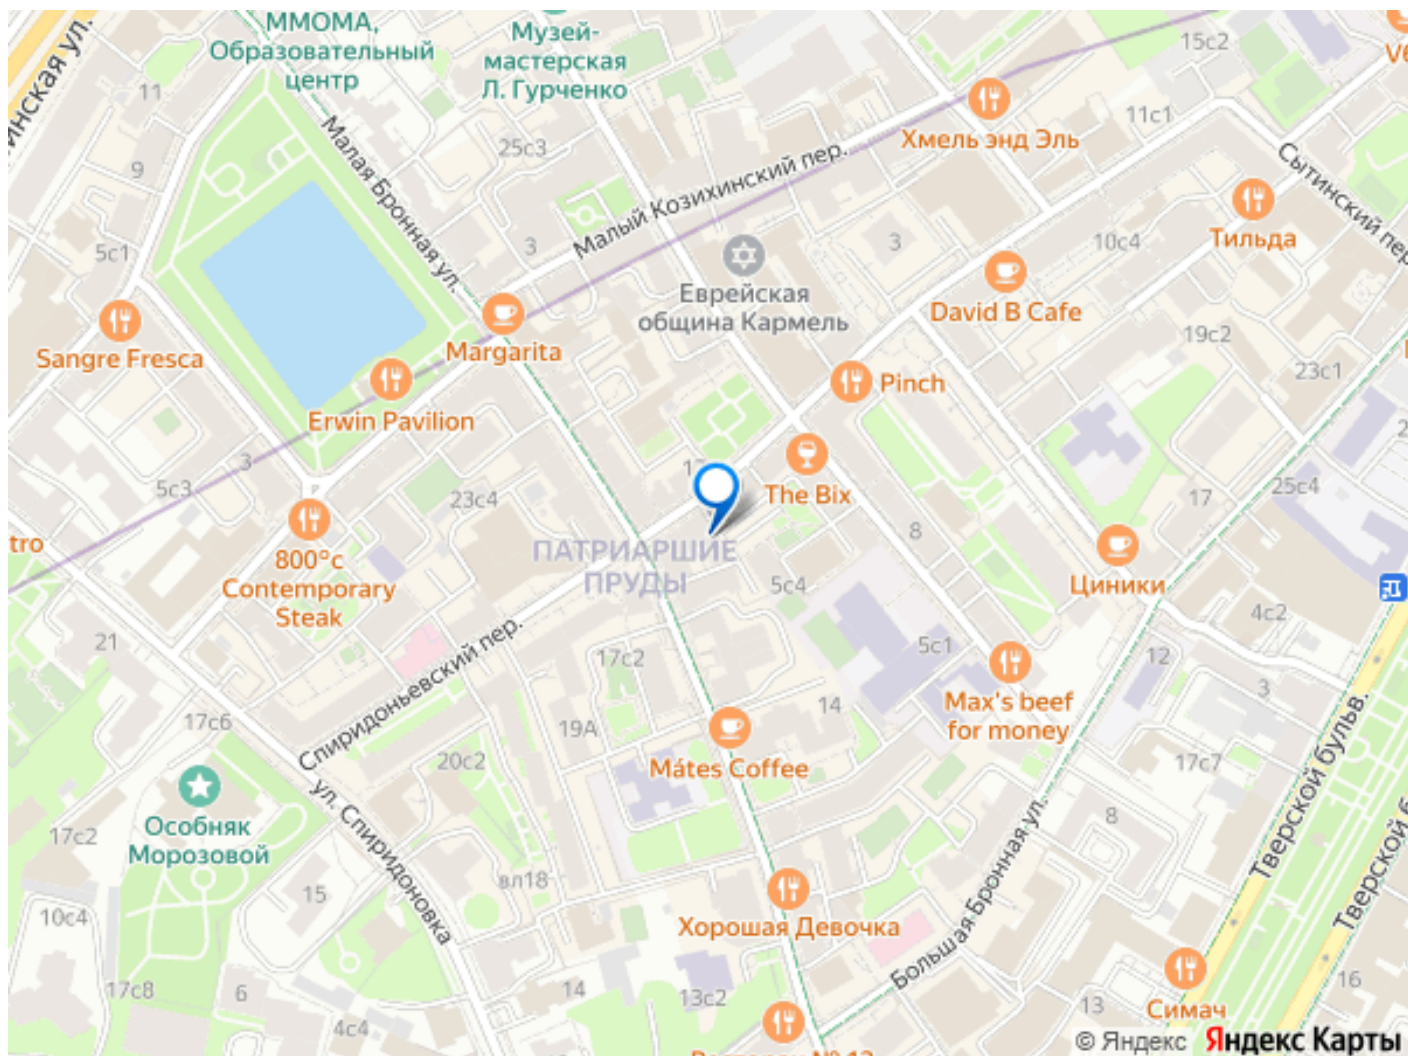 ММОМА,
Образовательный
центр
Музей-
мастерская
Л. Гурченко
15с2
11
инская ул.
Малая Бронная ул.
25с3
Хмель энд Эль
11с1
Сытинский пер.
9
Малый Козихинский пер.
3
3
10с4
Тильда
5с1
Еврейская
община Кармель
David B Cafe
Sangre Fresca
Margarita
19с2
23с1
Pinch
Erwin Pavilion
3
5с3
23с4
The Bix
17
25с4
8
tro
800°с
Contemporary
Steak
ПАТРИАРШИЕ
ПРУДЫ
5с4
Циники
4с2
21
Спиридоньевский пер.
17с2
5с1
12
3
17с6
19А
14
Max's beef
for money
20с2
Mátes Coffee
17с7
Тверской бульв.
Особняк
Морозовой
17с2
ул. Спиридоновка
8
15
вл18
10с4
Хорошая Девочка
Большая Бронная ул.
Тверской б
17с8
6
4с4
14
13с2
13
16
Симач
© Яндекс Яндекс Карты